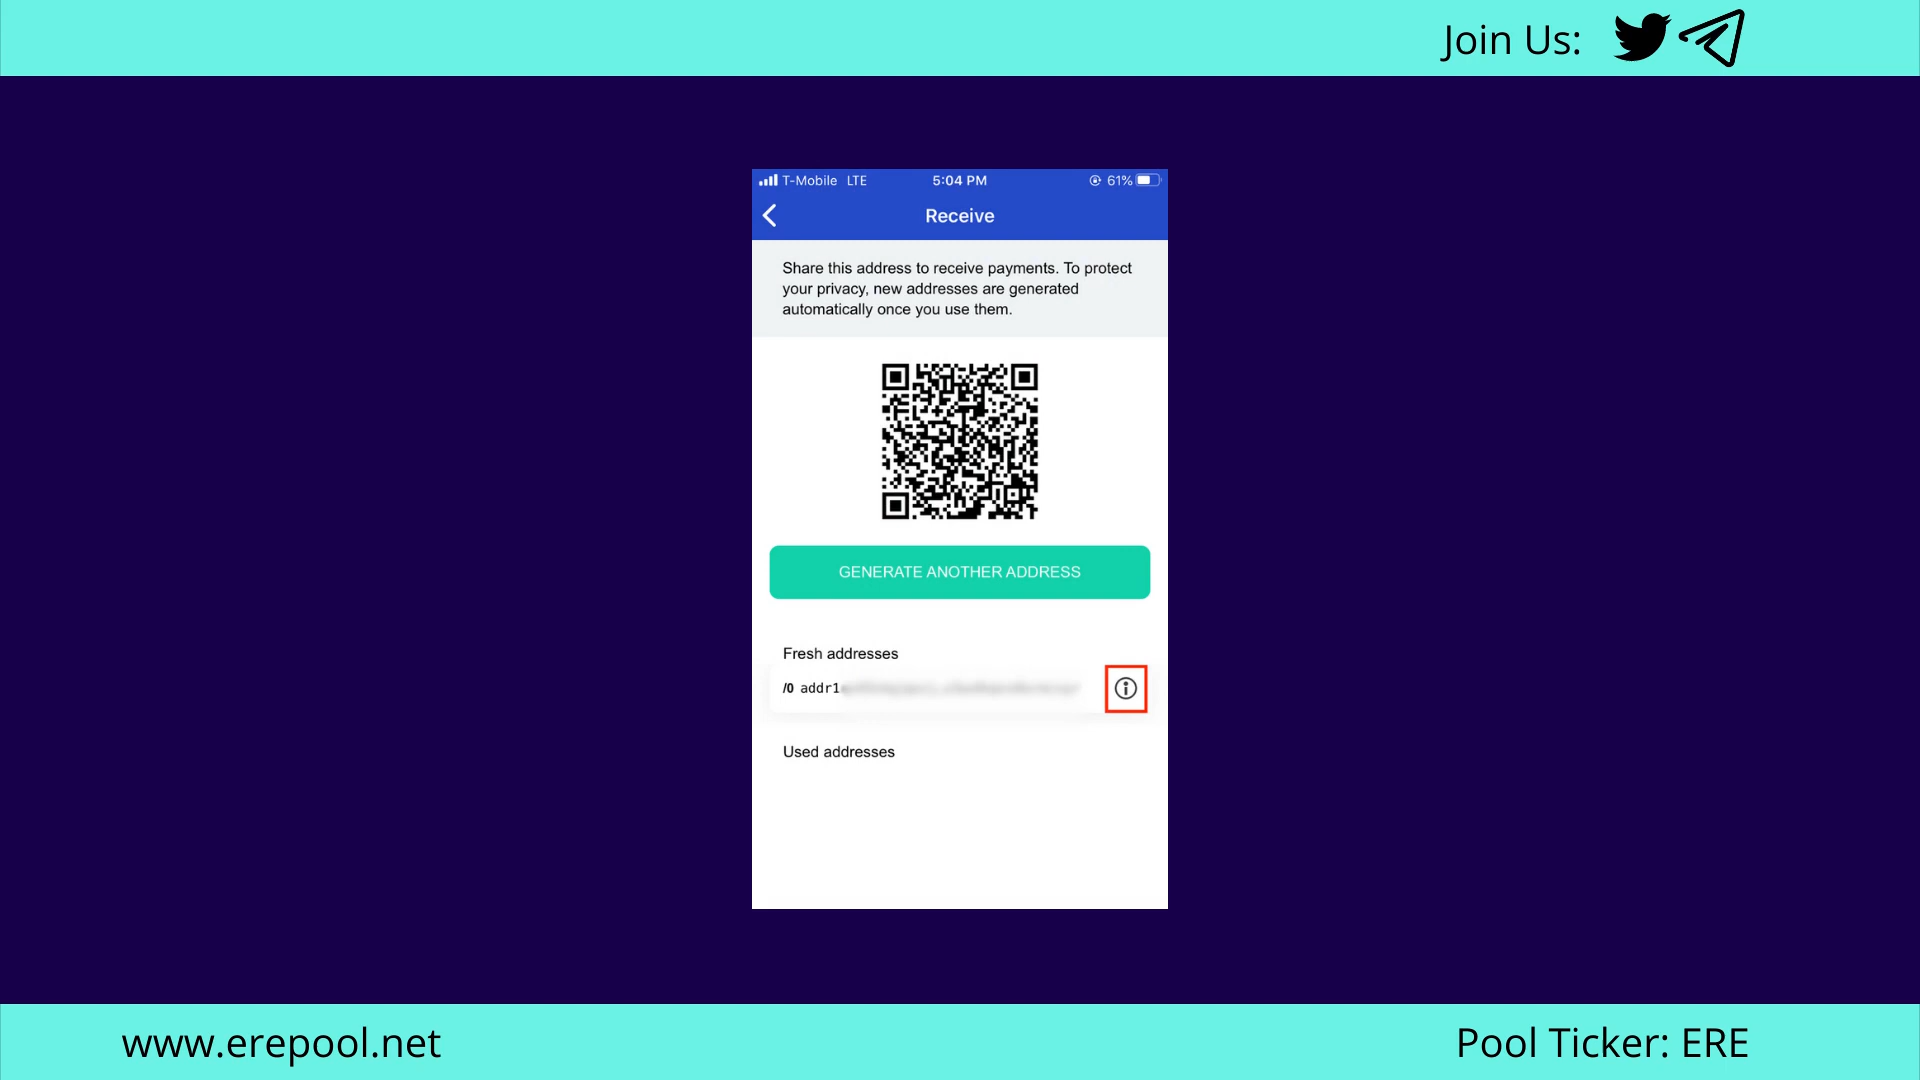 Join Us:
T-Mobile LTE 5:04 PM 61%
Receive
Share this address to receive payments. To protect
your privacy, new addresses are generated
automatically once you use them.
GENERATE ANOTHER ADDRESS
Fresh addresses
/0 addr1
Used addresses
www.erepool.net
Pool Ticker: ERE